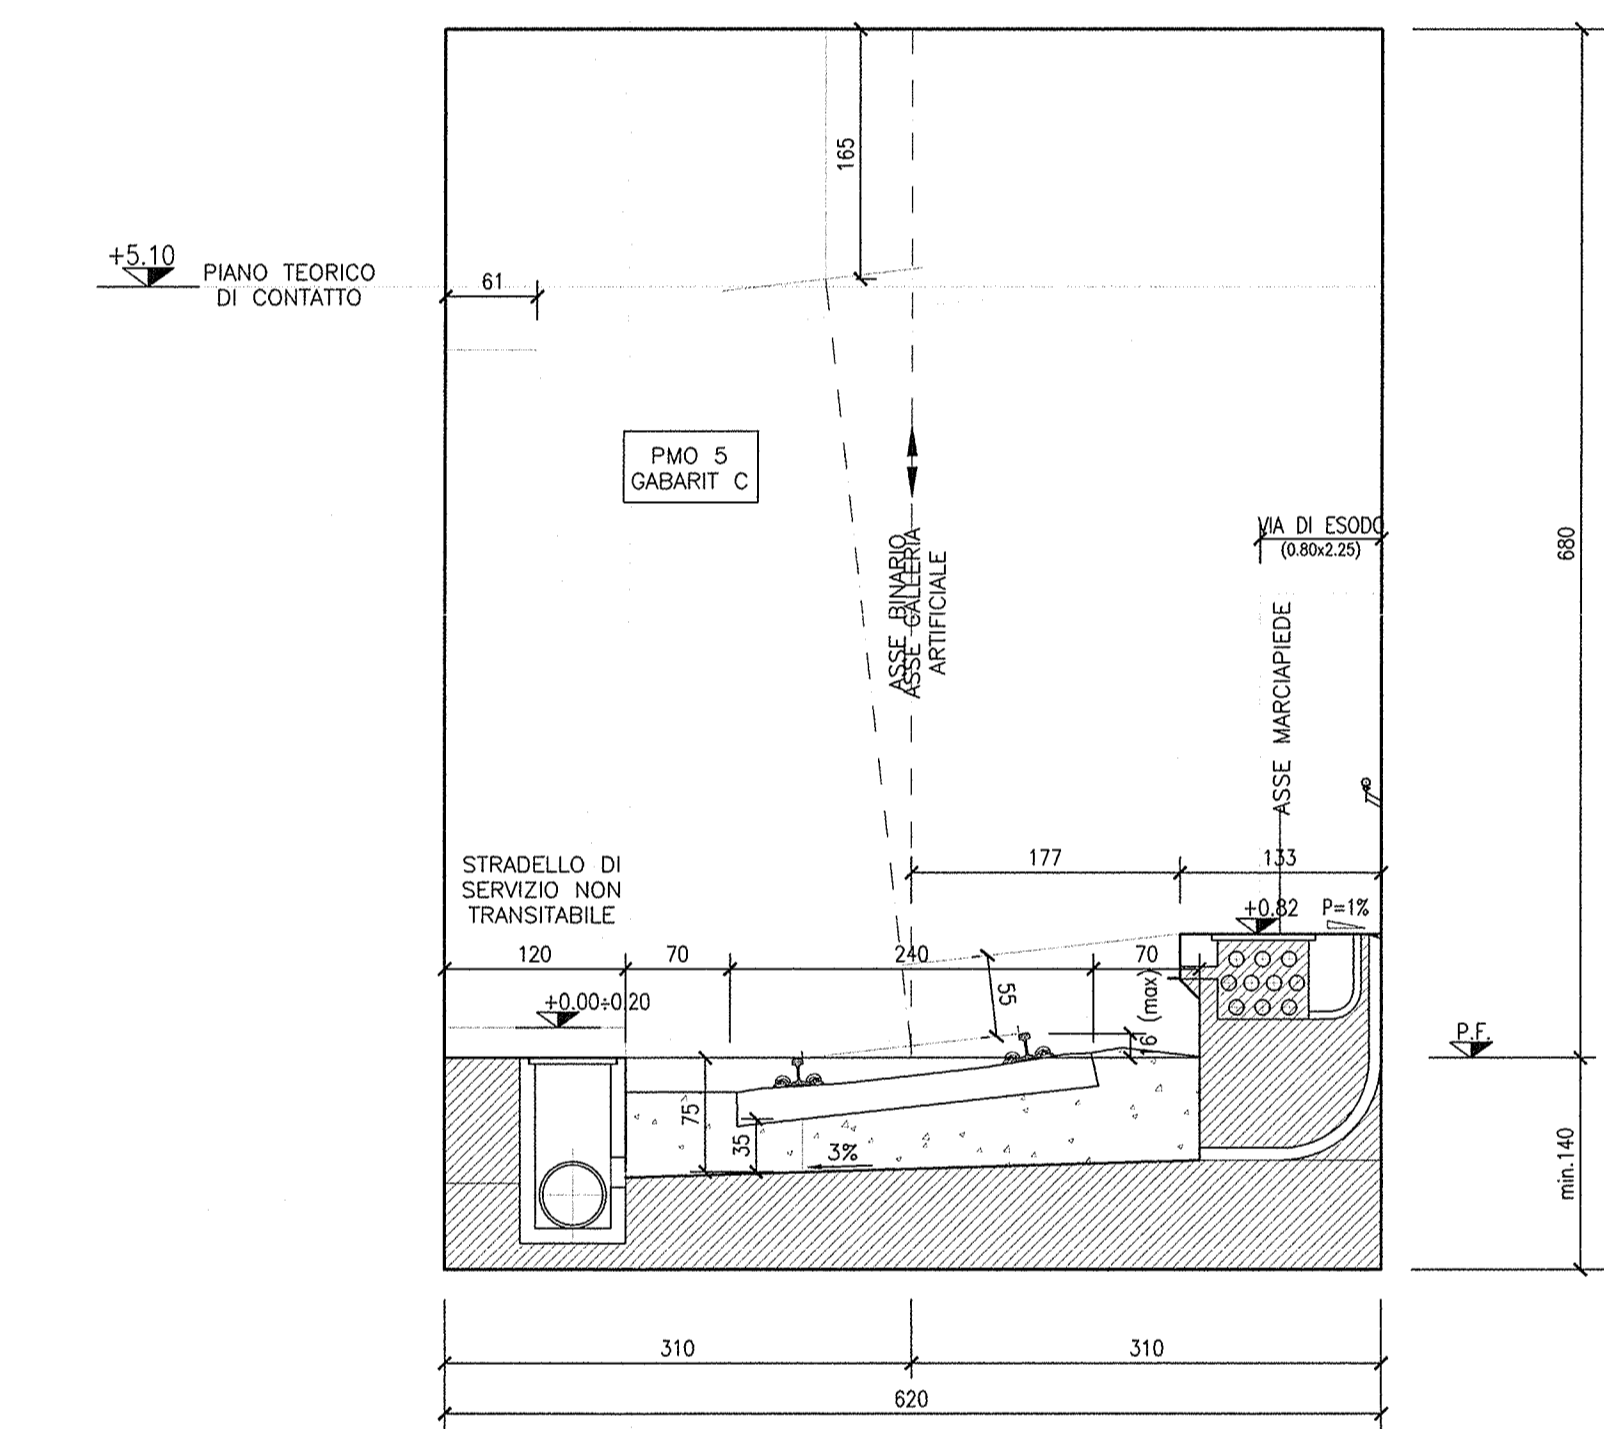 165
+5.10
PIANO TEORICO
DI CONTATTO
61
PMO 5
GABARIT C
VIA DI ESODO
(0.80x2.25)
680
ASSE BINARIO
ASSE GALLERIA
ARTIFICIALE
ASSE MARCIAPIEDE
STRADELLO DI
SERVIZIO NON
TRANSITABILE
177
133
+0.82
P=1%
120
70
240
70
55
16 (max)
+0.00÷0.20
P.F.
75
35
3%
min.140
310
310
620